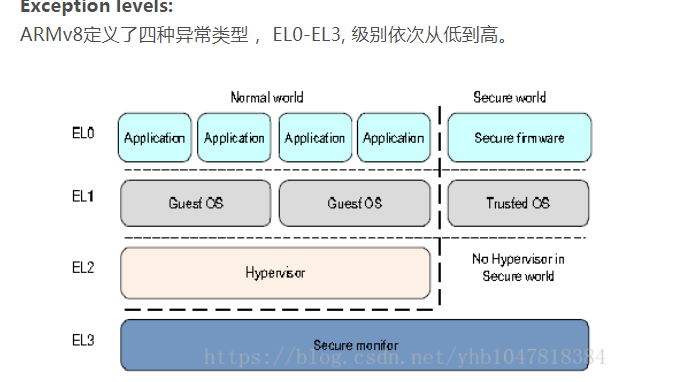 Exception levels:
ARMv8定义了四种异常类型 ，EL0-EL3, 级别依次从低到高。
Normal world
Secure world
EL0
Application
Application
Application
Application
Secure firmware
EL1
Guest OS
Guest OS
Trusted OS
EL2
Hypervisor
No Hypervisor in
Secure world
EL3
Secure monitor
https://blog.csdn.net/yhb1047818384